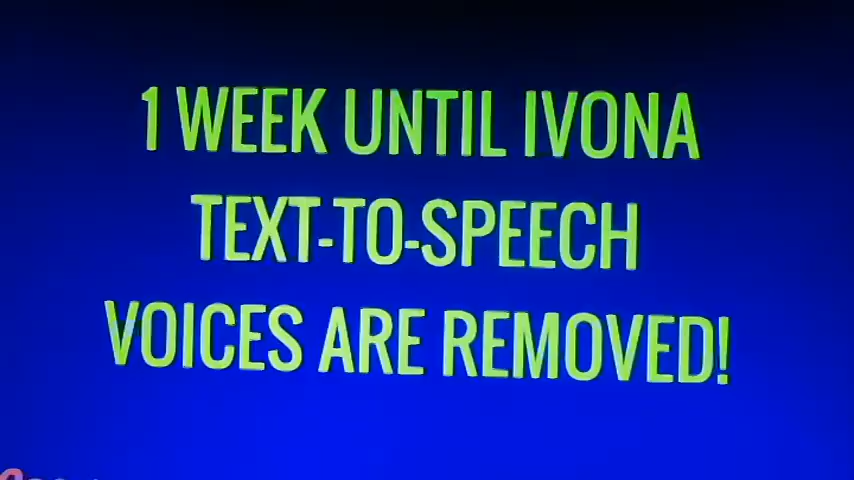 1 WEEK UNTIL IVONA
TEXT-TO-SPEECH
VOICES ARE REMOVED!